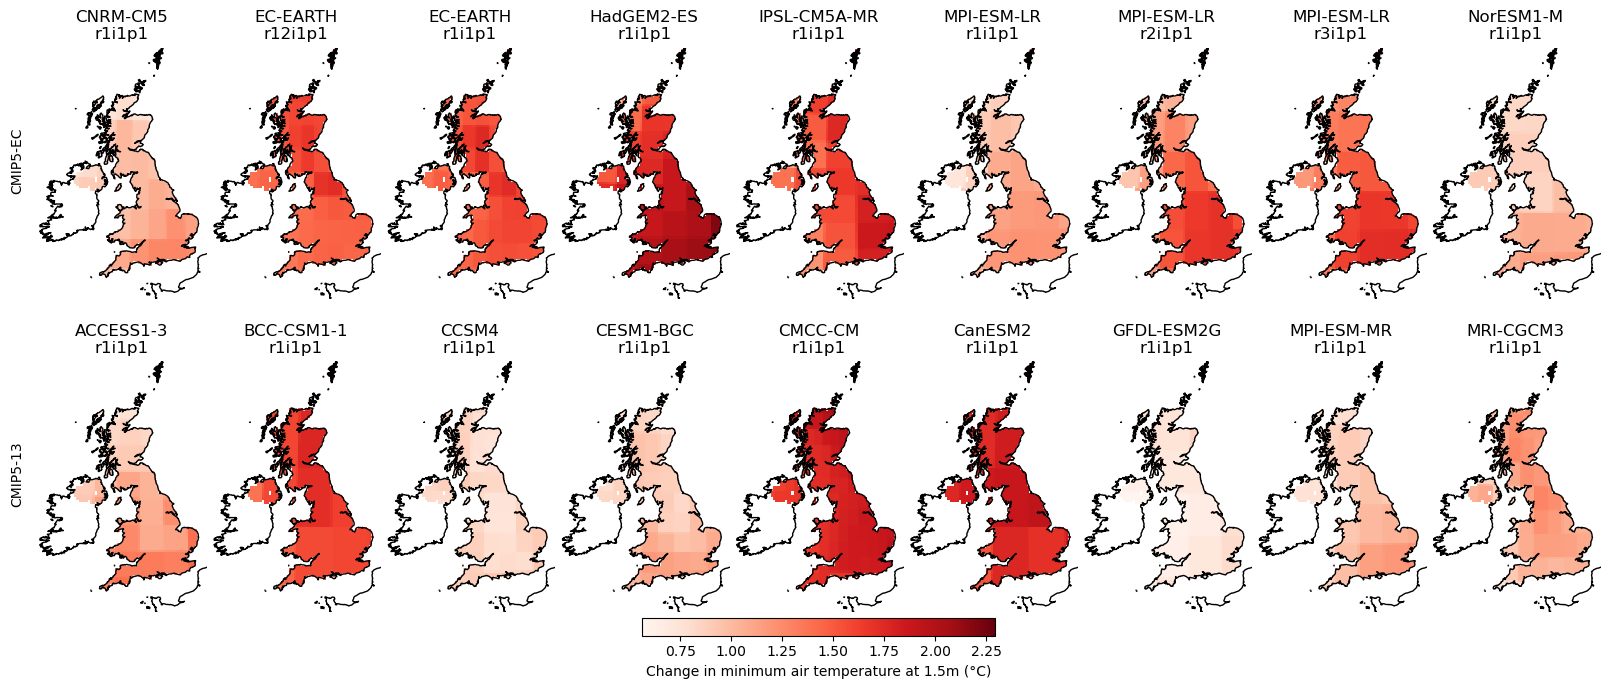 CNRM-CM5
r1i1p1
EC-EARTH
r12i1p1
EC-EARTH
r1i1p1
HadGEM2-ES
r1i1p1
IPSL-CM5A-MR
r1i1p1
MPI-ESM-LR
r1i1p1
MPI-ESM-LR
r2i1p1
MPI-ESM-LR
r3i1p1
NorESM1-M
r1i1p1
CMIP5-EC
ACCESS1-3
r1i1p1
BCC-CSM1-1
r1i1p1
CCSM4
r1i1p1
CESM1-BGC
r1i1p1
CMCC-CM
r1i1p1
CanESM2
r1i1p1
GFDL-ESM2G
r1i1p1
MPI-ESM-MR
r1i1p1
MRI-CGCM3
r1i1p1
CMIP5-13
0.75 1.00 1.25 1.50 1.75 2.00 2.25
Change in minimum air temperature at 1.5m (°C)